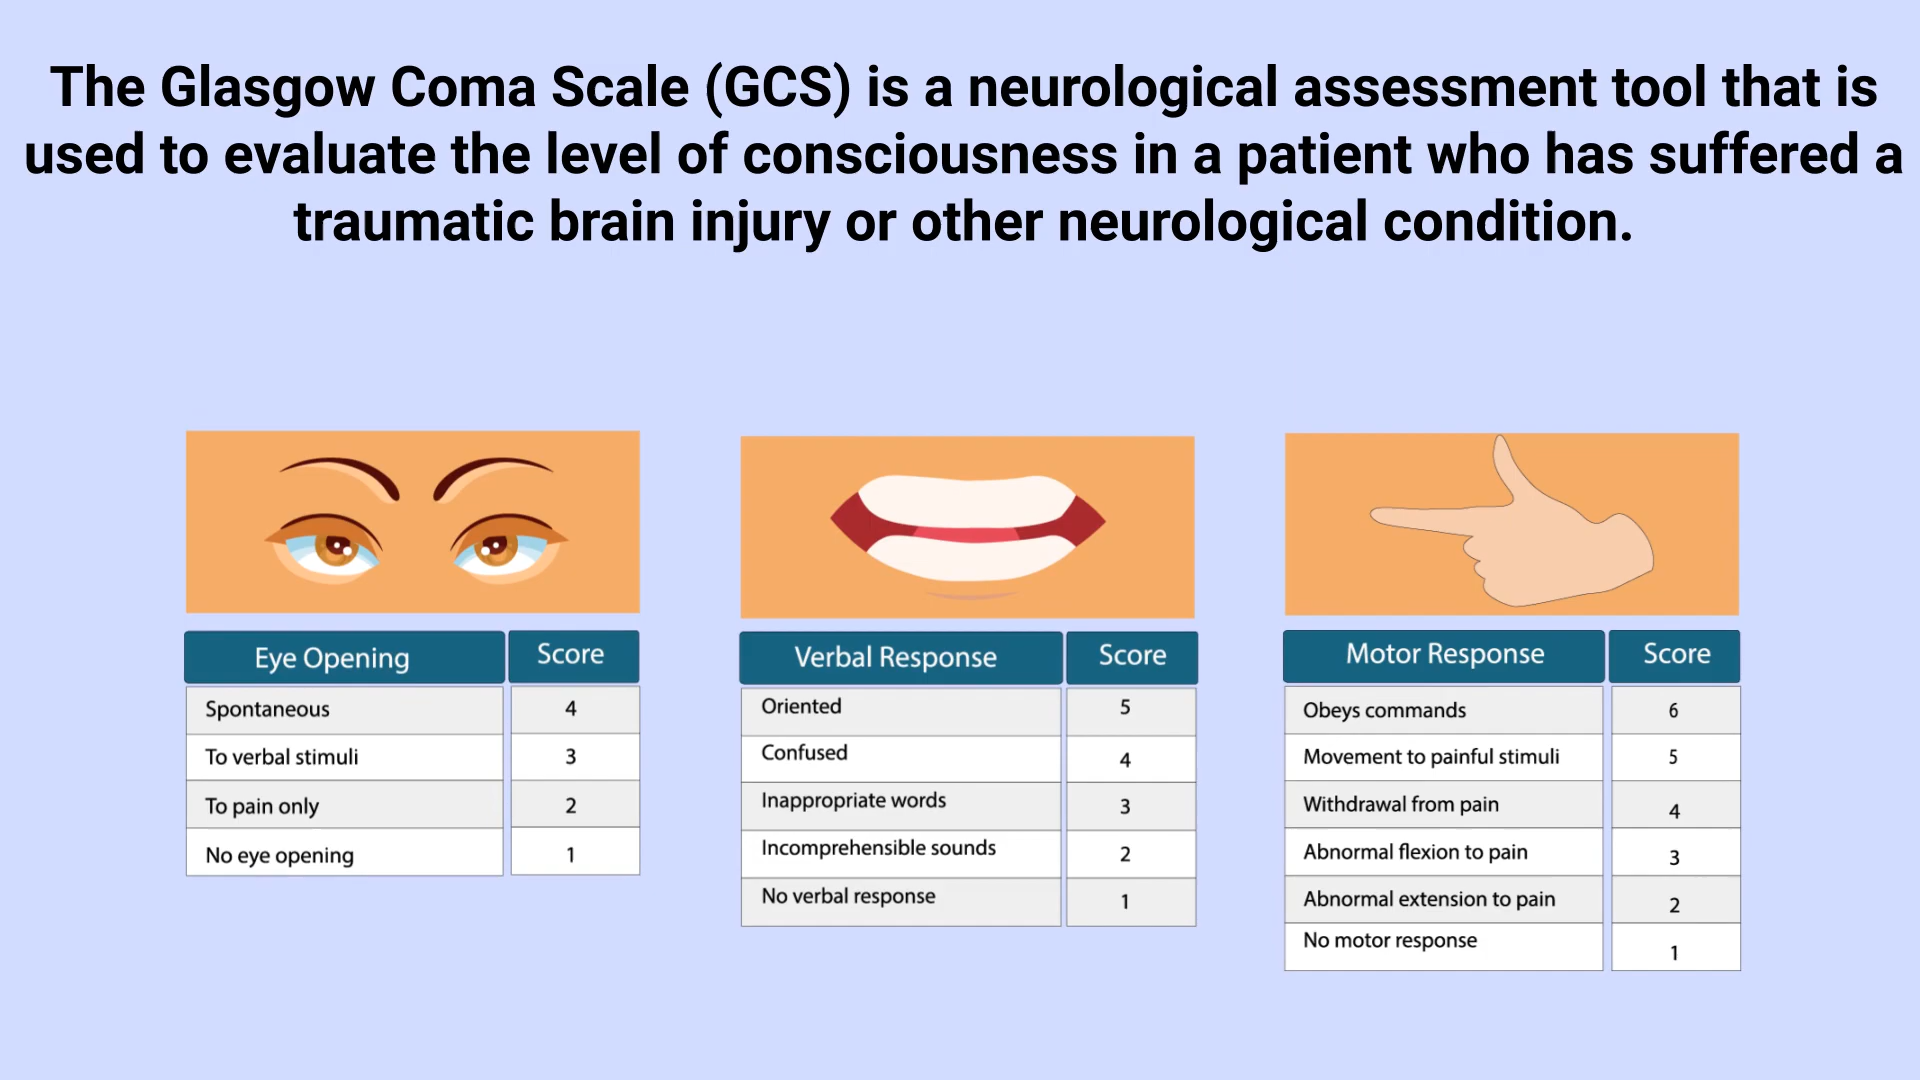 The Glasgow Coma Scale (GCS) is a neurological assessment tool that is
used to evaluate the level of consciousness in a patient who has suffered a
traumatic brain injury or other neurological condition.
Eye Opening Score
Spontaneous 4
To verbal stimuli 3
To pain only 2
No eye opening 1
Verbal Response Score
Oriented 5
Confused 4
Inappropriate words 3
Incomprehensible sounds 2
No verbal response 1
Motor Response Score
Obeys commands 6
Movement to painful stimuli 5
Withdrawal from pain 4
Abnormal flexion to pain 3
Abnormal extension to pain 2
No motor response 1